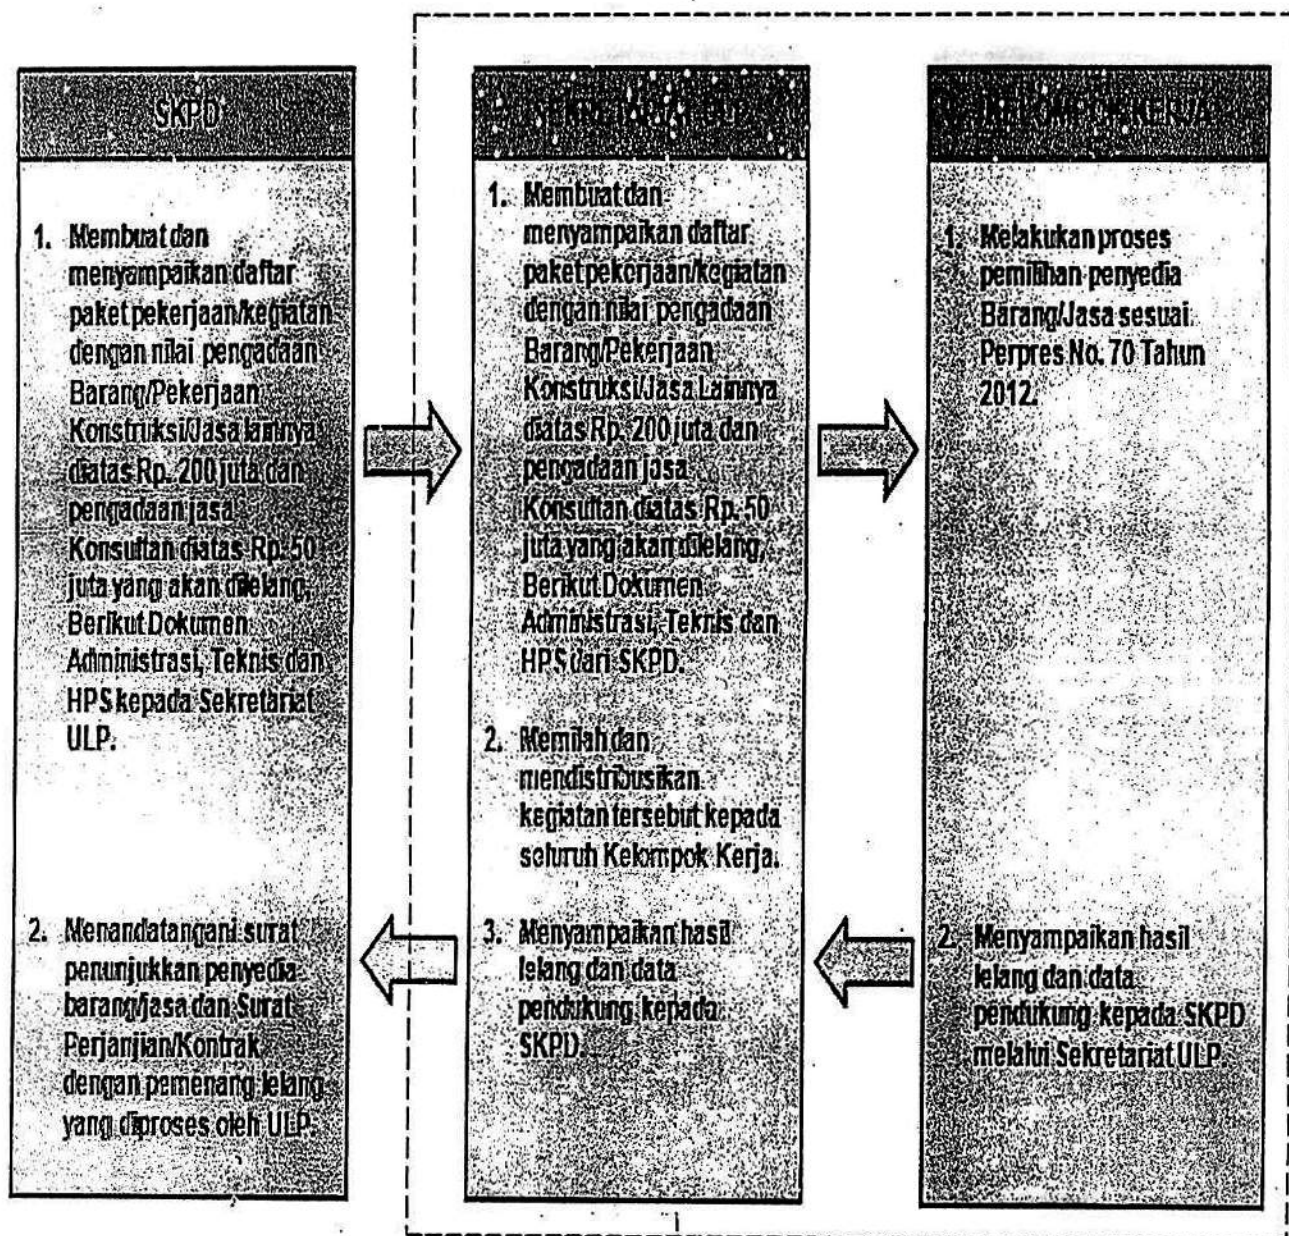 SKPD
1. Membuat dan
menyampaikan daftar
paket pekerjaan/kegiatan
dengan nilai pengadaan
Barang/Pekerjaan
Konstruksi/Jasa lainnya
diatas Rp. 200 juta dan
pengadaan jasa
Konsultan diatas Rp. 50
juta yang akan dilelang,
Berikut Dokumen
Administrasi, Teknis dan
HPS kepada Sekretariat
ULP.
2. Menandatangani surat
penunjukkan penyedia
barang/jasa dan Surat
Perjanjian/Kontrak
dengan pemenang lelang
yang diproses oleh ULP.
SEKRETARIAT ULP
1. Membuat dan
menyampaikan daftar
paket pekerjaan/kegiatan
dengan nilai pengadaan
Barang/Pekerjaan
Konstruksi/Jasa Lainnya
diatas Rp. 200 juta dan
pengadaan jasa
Konsultan diatas Rp. 50
juta yang akan dilelang,
Berikut Dokumen
Administrasi, Teknis dan
HPS dari SKPD.
2. Memilah dan
mendistribusikan
kegiatan tersebut kepada
seluruh Kelompok Kerja.
3. Menyampaikan hasil
lelang dan data
pendukung kepada
SKPD.
KELOMPOK KERJA
1. Melakukan proses
pemilihan penyedia
Barang/Jasa sesuai
Perpres No. 70 Tahun
2012.
2. Menyampaikan hasil
lelang dan data
pendukung kepada SKPD
melalui Sekretariat ULP.